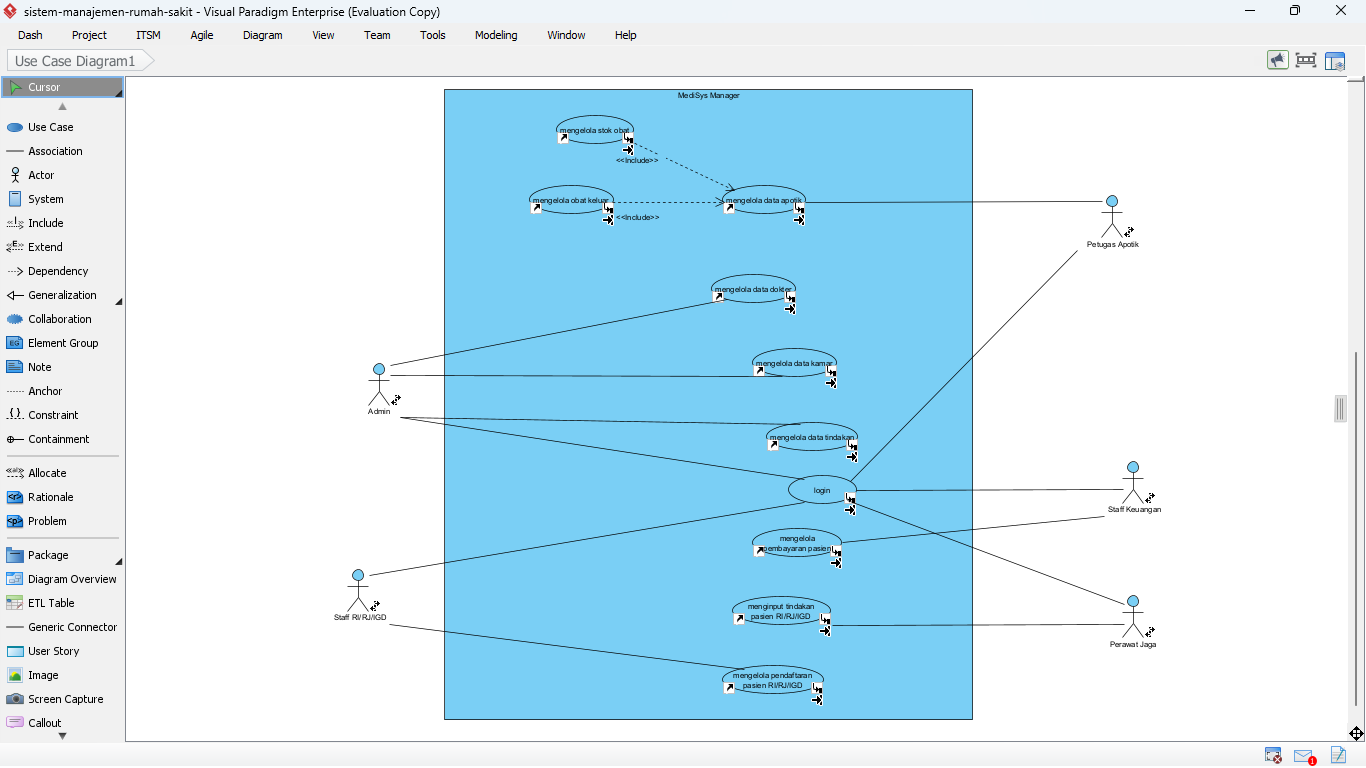 sistem-manajemen-rumah-sakit - Visual Paradigm Enterprise (Evaluation Copy)
Dash Project ITSM Agile Diagram View Team Tools Modeling Window Help
Use Case Diagram1
Cursor
Use Case
Association
Actor
System
<<I>> Include
<<E>> Extend
Dependency
Generalization
Collaboration
EG Element Group
Note
Anchor
{} Constraint
Containment
<<al>> Allocate
<R> Rationale
<P> Problem
Package
Diagram Overview
ETL Table
Generic Connector
User Story
Image
Screen Capture
Callout
MediSys Manager
mengelola stok obat
<<Include>>
mengelola obat keluar
<<Include>>
mengelola data apotik
Petugas Apotik
mengelola data dokter
mengelola data kamar
Admin
mengelola data tindakan
login
Staff Keuangan
mengelola
pembayaran pasien
Staff RI/RJ/IGD
menginput tindakan
pasien RI/RJ/IGD
Perawat Jaga
mengelola pendaftaran
pasien RI/RJ/IGD
1